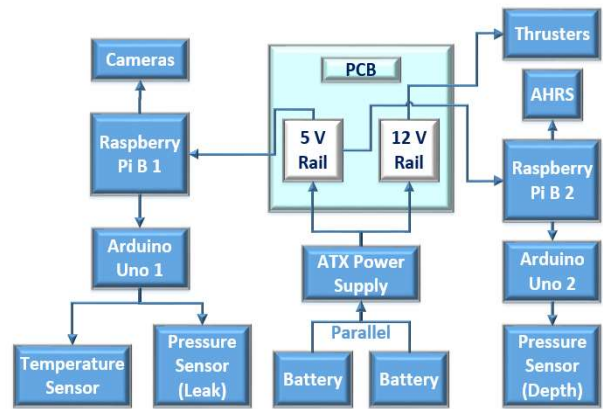 Thrusters
Cameras
PCB
AHRS
Raspberry
Pi B 1
5 V
Rail
12 V
Rail
Raspberry
Pi B 2
Arduino
Uno 1
ATX Power
Supply
Arduino
Uno 2
Parallel
Temperature
Sensor
Pressure
Sensor
(Leak)
Battery
Battery
Pressure
Sensor
(Depth)